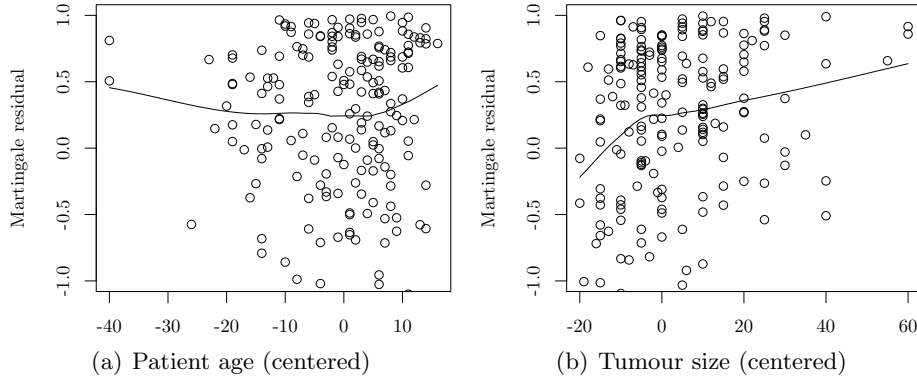 Martingale residual
1.0
0.5
0.0
-0.5
-1.0
-40 -30 -20 -10 0 10
(a) Patient age (centered)
Martingale residual
1.0
0.5
0.0
-0.5
-1.0
-20 0 20 40 60
(b) Tumour size (centered)